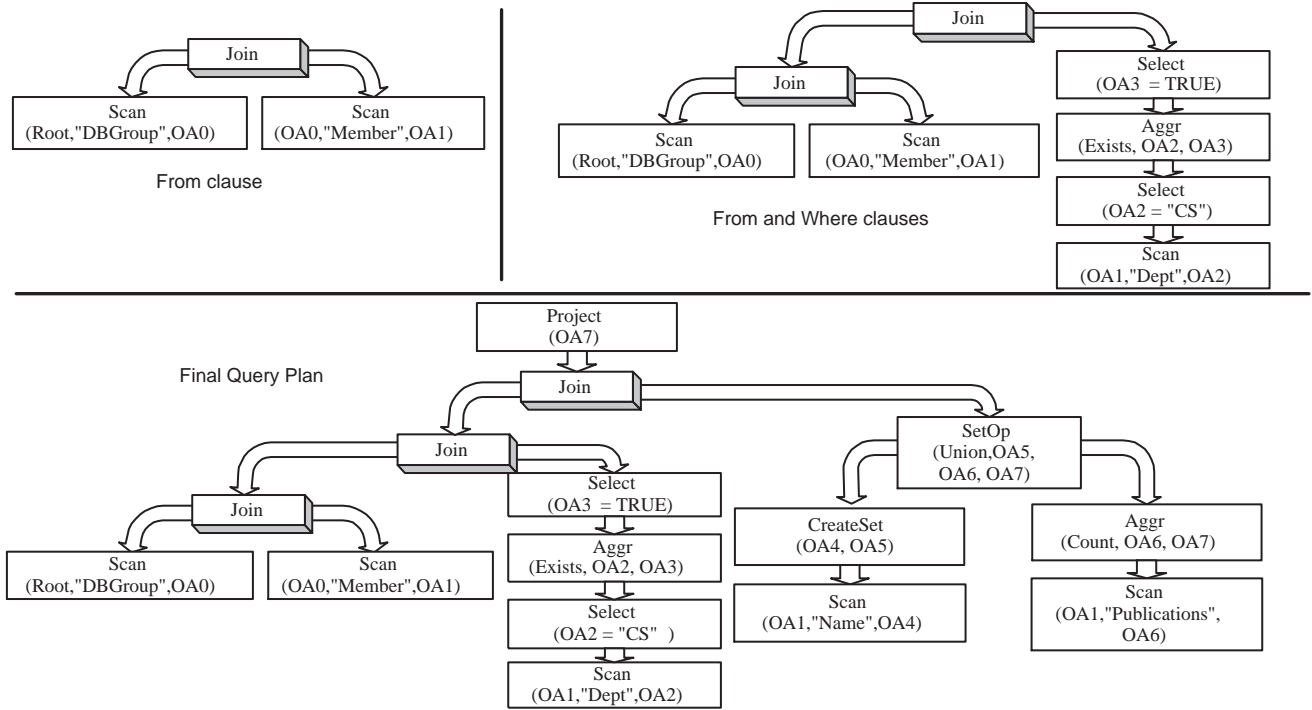 Join
Scan
(Root,"DBGroup",OA0)
Scan
(OA0,"Member",OA1)
From clause
Join
Join
Scan
(Root,"DBGroup",OA0)
Scan
(OA0,"Member",OA1)
Select
(OA3 = TRUE)
Aggr
(Exists, OA2, OA3)
Select
(OA2 = "CS")
Scan
(OA1,"Dept",OA2)
From and Where clauses
Final Query Plan
Project
(OA7)
Join
Join
Join
Scan
(Root,"DBGroup",OA0)
Scan
(OA0,"Member",OA1)
Select
(OA3 = TRUE)
Aggr
(Exists, OA2, OA3)
Select
(OA2 = "CS" )
Scan
(OA1,"Dept",OA2)
SetOp
(Union,OA5,
OA6, OA7)
CreateSet
(OA4, OA5)
Scan
(OA1,"Name",OA4)
Aggr
(Count, OA6, OA7)
Scan
(OA1,"Publications",
OA6)